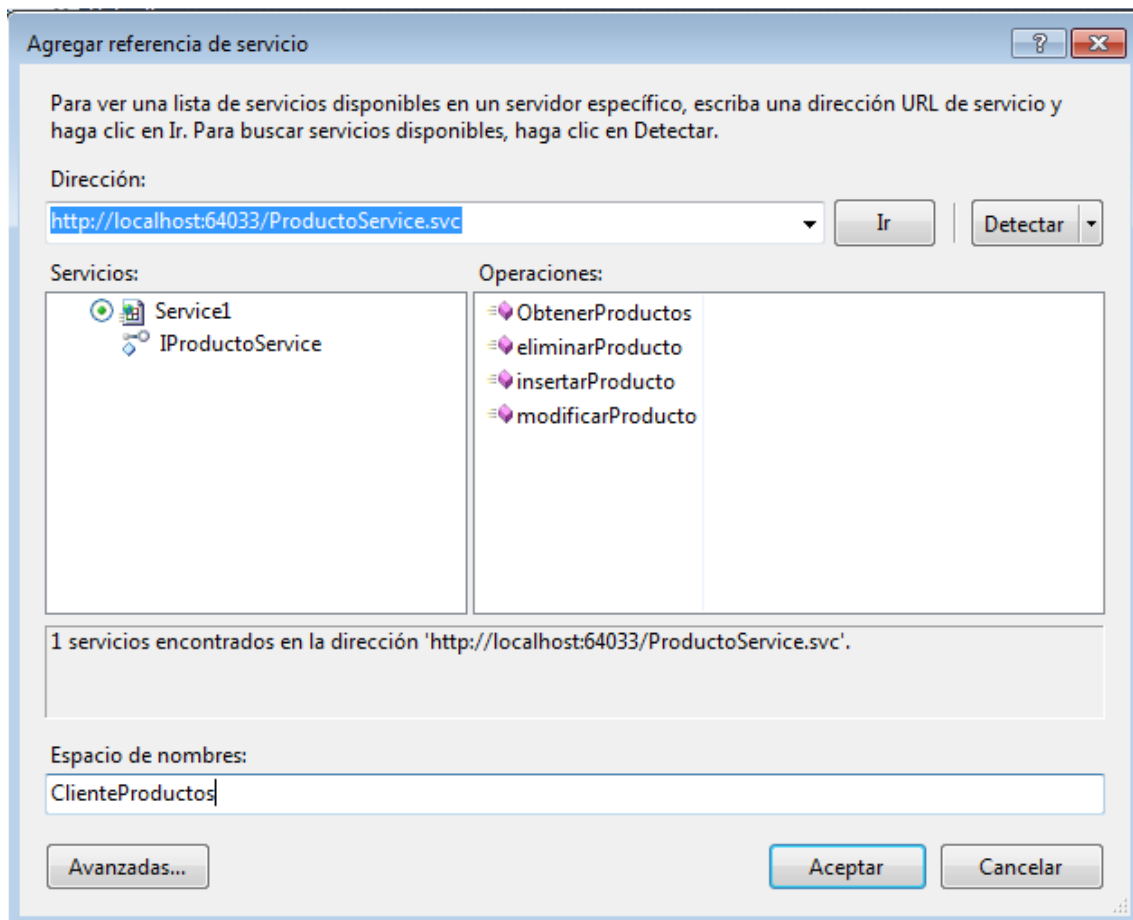 Agregar referencia de servicio
Para ver una lista de servicios disponibles en un servidor específico, escriba una dirección URL de servicio y
haga clic en Ir. Para buscar servicios disponibles, haga clic en Detectar.
Dirección:
http://localhost:64033/ProductoService.svc
Ir
Detectar
Servicios:
Operaciones:
Service1
IProductoService
ObtenerProductos
eliminarProducto
insertarProducto
modificarProducto
1 servicios encontrados en la dirección 'http://localhost:64033/ProductoService.svc'.
Espacio de nombres:
ClienteProductos
Avanzadas...
Aceptar
Cancelar